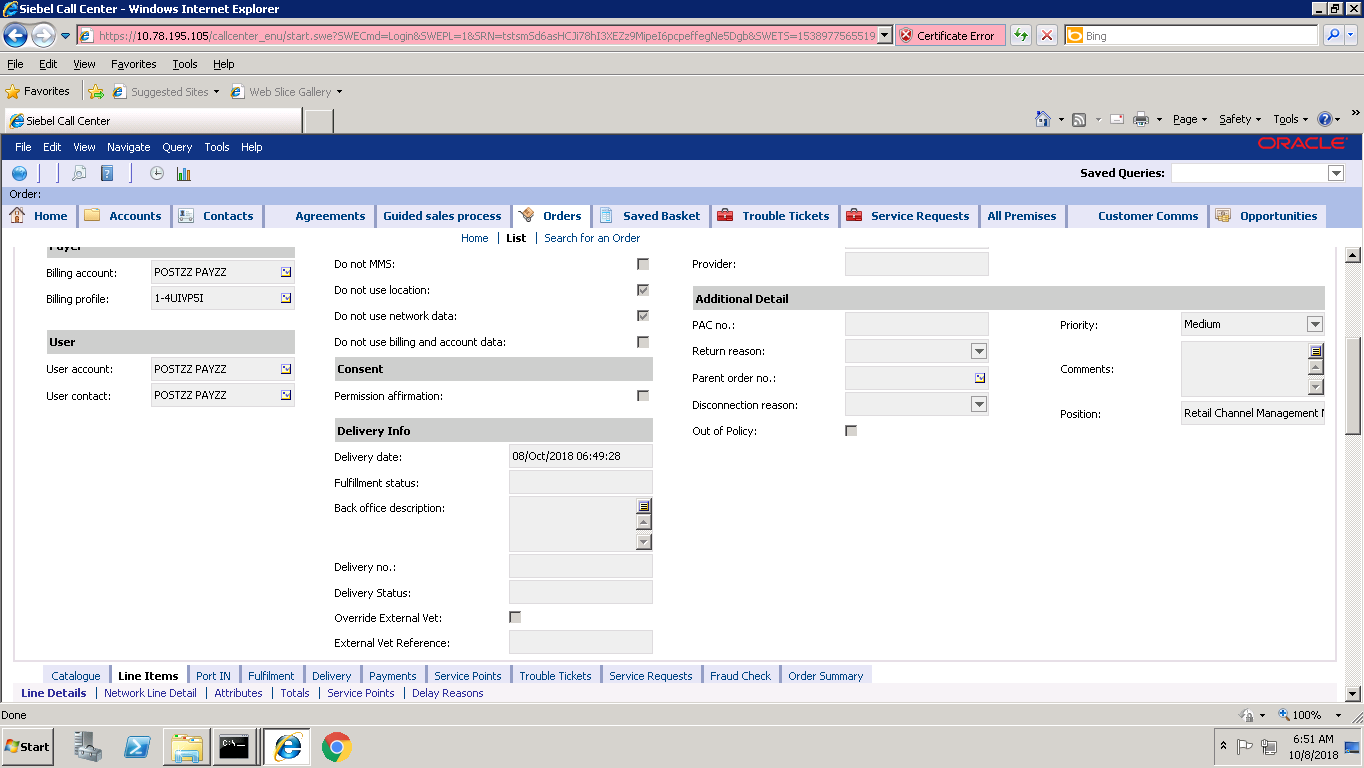 Siebel Call Center - Windows Internet Explorer
https://10.78.195.105/callcenter_enu/start.swe?SWECmd=Login&SWEPL=1&SRN=tstsmSd6asHCJi78hI3XEZz9MipeI6pcpeffegNe5Dgb&SWETS=1538977565519 Certificate Error Bing
File Edit View Favorites Tools Help
Favorites Suggested Sites Web Slice Gallery
Siebel Call Center Page Safety Tools »
File Edit View Navigate Query Tools Help ORACLE
Saved Queries:
Order:
Home Accounts Contacts Agreements Guided sales process Orders Saved Basket Trouble Tickets Service Requests All Premises Customer Comms Opportunities
Home List Search for an Order
Payer
Billing account: POSTZZ PAYZZ
Billing profile: 1-4UIVP5I
User
User account: POSTZZ PAYZZ
User contact: POSTZZ PAYZZ
Do not MMS:
Do not use location:
Do not use network data:
Do not use billing and account data:
Consent
Permission affirmation:
Delivery Info
Delivery date: 08/Oct/2018 06:49:28
Fulfillment status:
Back office description:
Delivery no.:
Delivery Status:
Override External Vet:
External Vet Reference:
Provider:
Additional Detail
PAC no.:
Return reason:
Parent order no.:
Disconnection reason:
Out of Policy:
Priority: Medium
Comments:
Position: Retail Channel Management
Catalogue Line Items Port IN Fulfilment Delivery Payments Service Points Trouble Tickets Service Requests Fraud Check Order Summary
Line Details Network Line Detail Attributes Totals Service Points Delay Reasons
Done 100%
Start 6:51 AM
10/8/2018